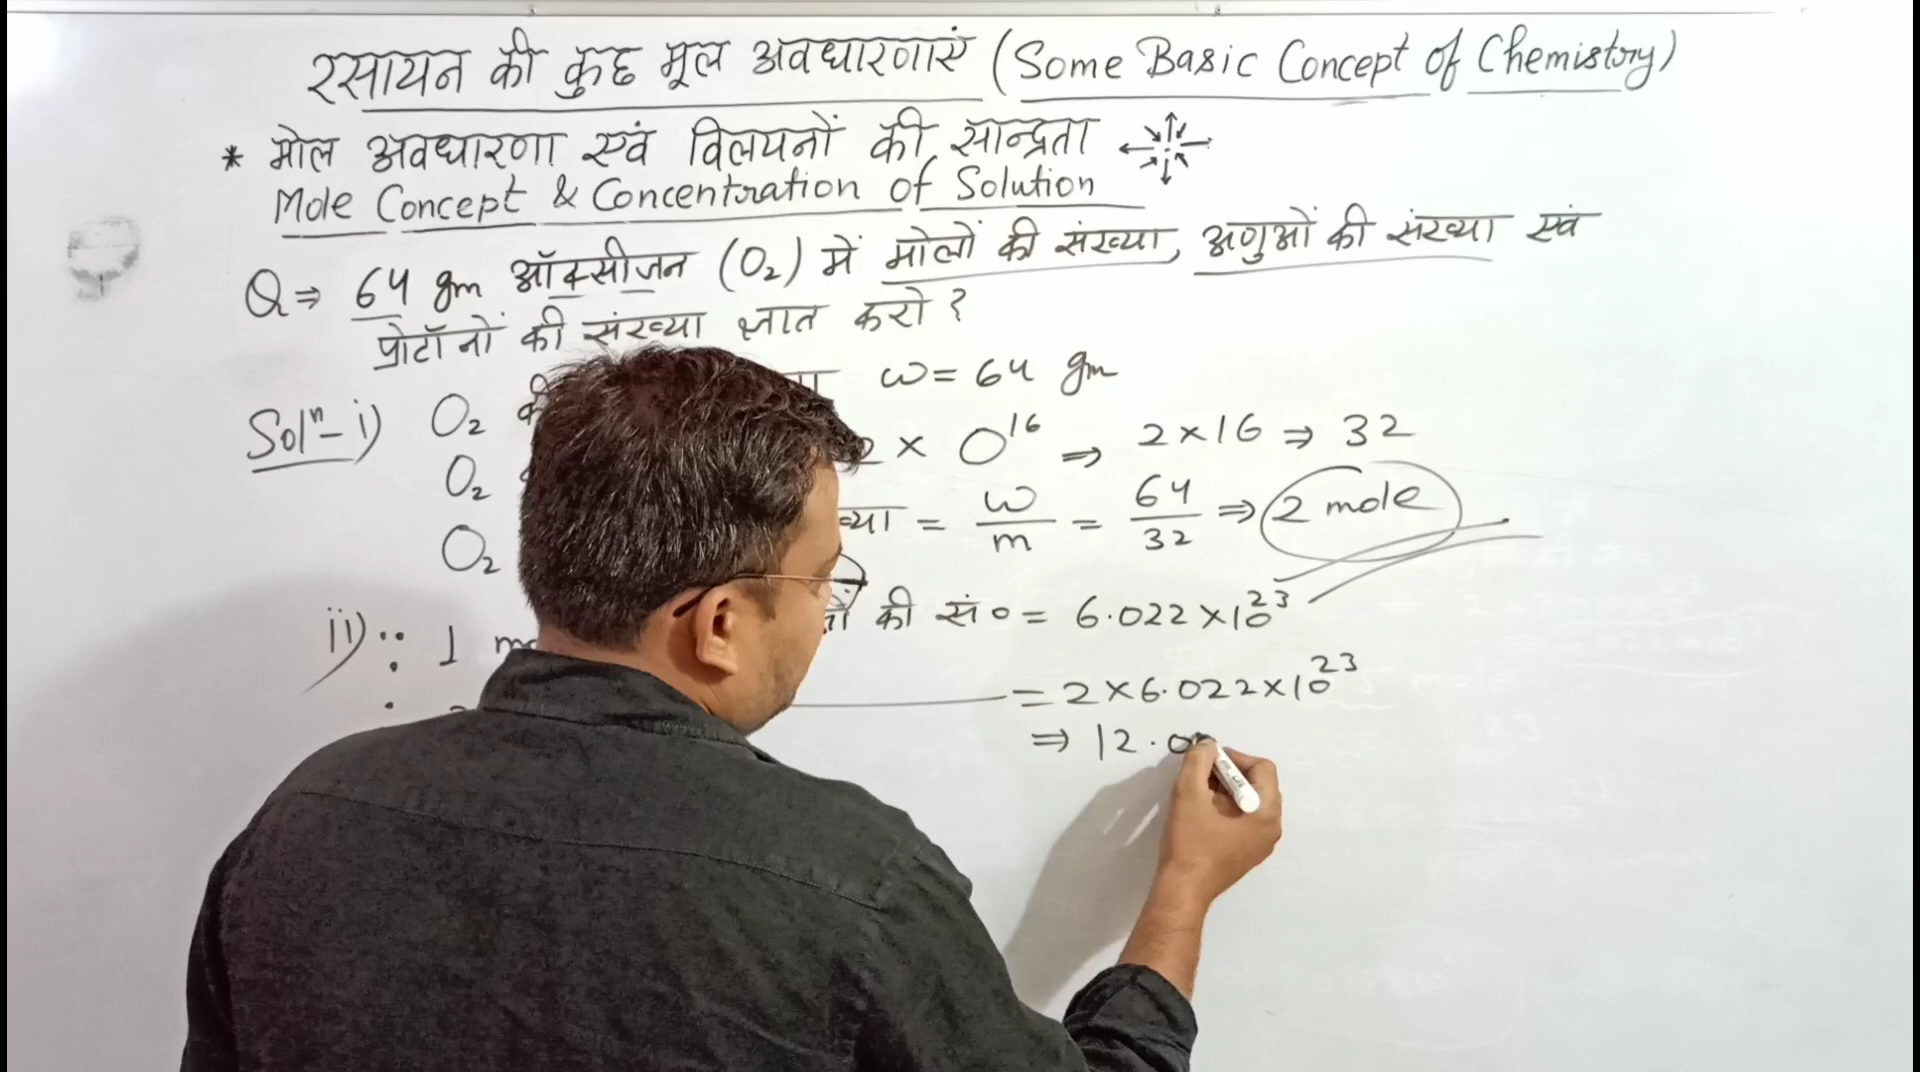 रसायन की कुछ मूल अवधारणाएं (Some Basic Concept of Chemistry)
* मोल अवधारणा एवं विलयनों की सान्द्रता
Mole Concept & Concentration of Solution
Q⇒ 64 gm ऑक्सीजन (O₂) में मोलों की संख्या, अणुओं की संख्या एवं
प्रोटॉनों की संख्या ज्ञात करो ?
Solⁿ- i) O₂ w = 64 gm
O₂ 2 × O¹⁶ ⇒ 2×16 ⇒ 32
O₂ = w/m = 64/32 ⇒ 2 mole
ii) ∵ 1 की सं० = 6.022×10²³
= 2×6.022×10²³
⇒ 12.0